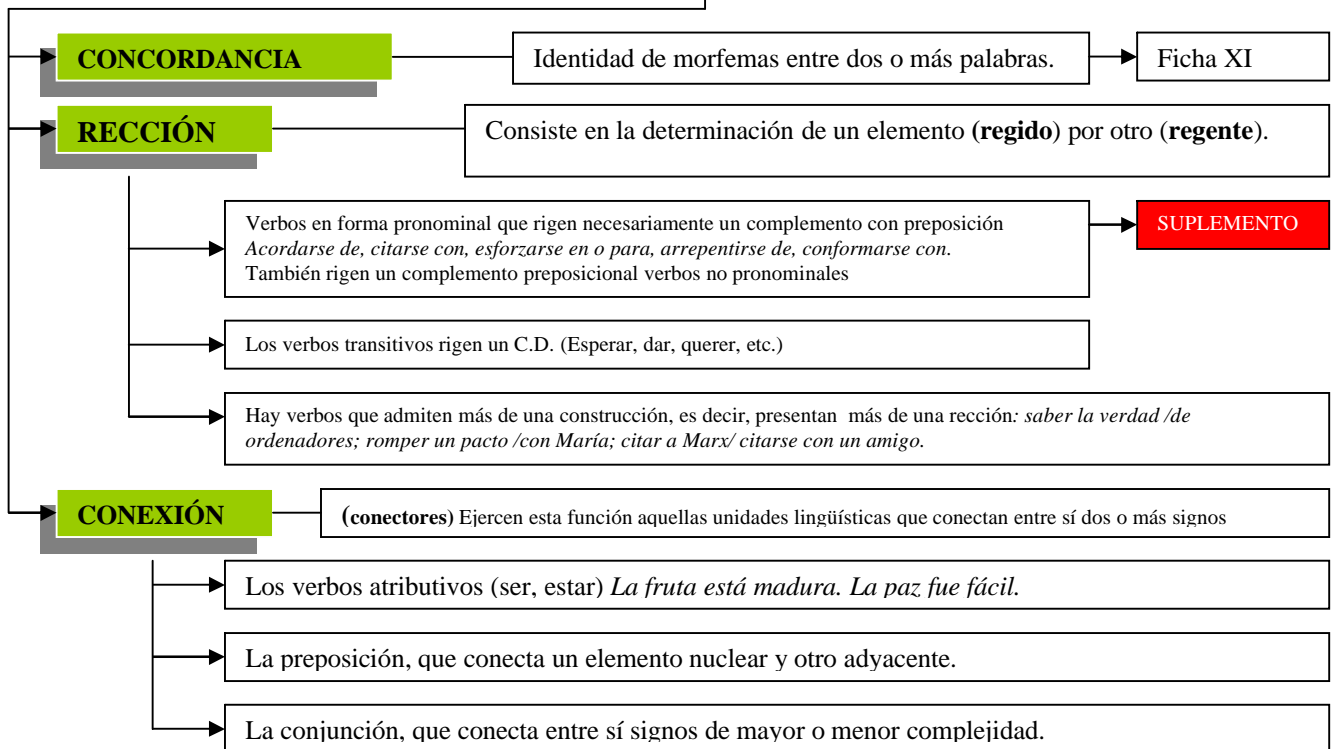 CONCORDANCIA
Identidad de morfemas entre dos o más palabras.
Ficha XI
RECCIÓN
Consiste en la determinación de un elemento (regido) por otro (regente).
Verbos en forma pronominal que rigen necesariamente un complemento con preposición
Acordarse de, citarse con, esforzarse en o para, arrepentirse de, conformarse con.
También rigen un complemento preposicional verbos no pronominales
SUPLEMENTO
Los verbos transitivos rigen un C.D. (Esperar, dar, querer, etc.)
Hay verbos que admiten más de una construcción, es decir, presentan más de una rección: saber la verdad /de
ordenadores; romper un pacto /con María; citar a Marx/ citarse con un amigo.
CONEXIÓN
(conectores) Ejercen esta función aquellas unidades lingüísticas que conectan entre sí dos o más signos
Los verbos atributivos (ser, estar) La fruta está madura. La paz fue fácil.
La preposición, que conecta un elemento nuclear y otro adyacente.
La conjunción, que conecta entre sí signos de mayor o menor complejidad.